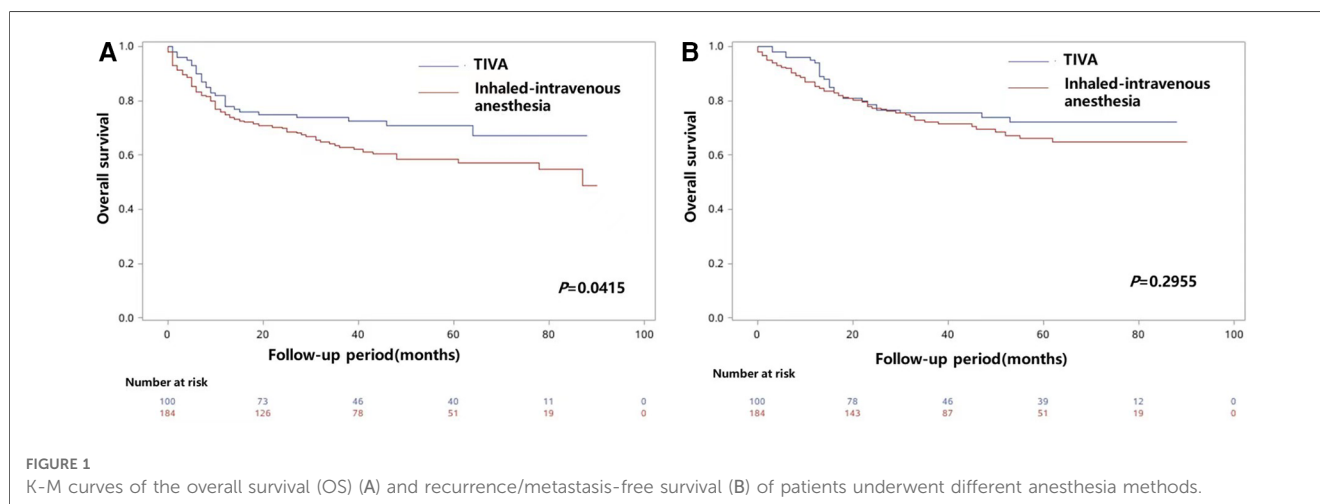 A
1.0
0.8
0.6
0.4
0.2
0.0
Overall survival
TIVA
Inhaled-intravenous
anesthesia
P=0.0415
0 20 40 60 80 100
Follow-up period(months)
Number at risk
100 73 46 40 11 0
184 126 78 51 19 0
B
1.0
0.8
0.6
0.4
0.2
0.0
Overall survival
TIVA
Inhaled-intravenous
anesthesia
P=0.2955
0 20 40 60 80 100
Follow-up period(months)
Number at risk
100 78 46 39 12 0
184 143 87 51 19 0
FIGURE 1
K-M curves of the overall survival (OS) (A) and recurrence/metastasis-free survival (B) of patients underwent different anesthesia methods.